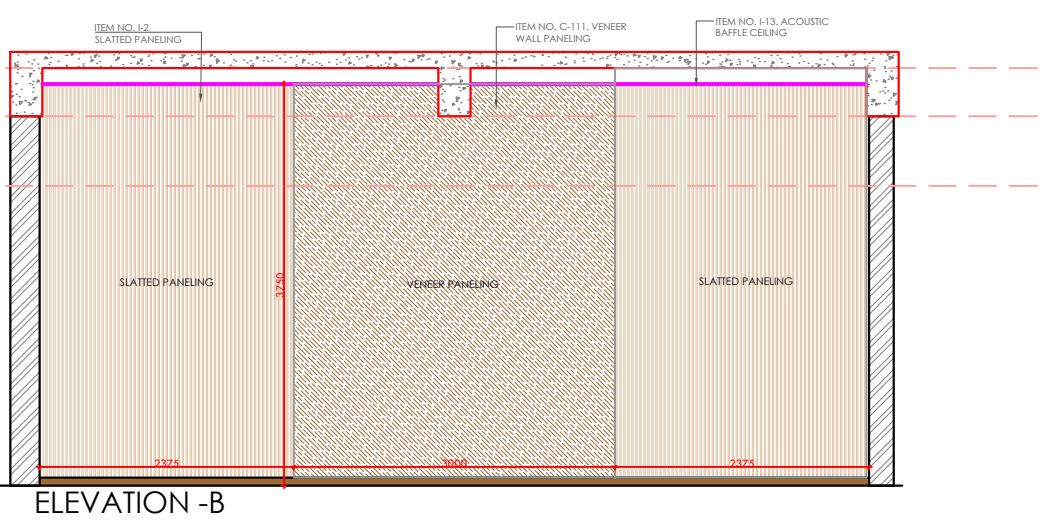 ITEM NO. I-2
SLATTED PANELING
ITEM NO. C-111, VENEER
WALL PANELING
ITEM NO. I-13, ACOUSTIC
BAFFLE CEILING
SLATTED PANELING
3750
VENEER PANELING
SLATTED PANELING
2375
3000
2375
ELEVATION -B